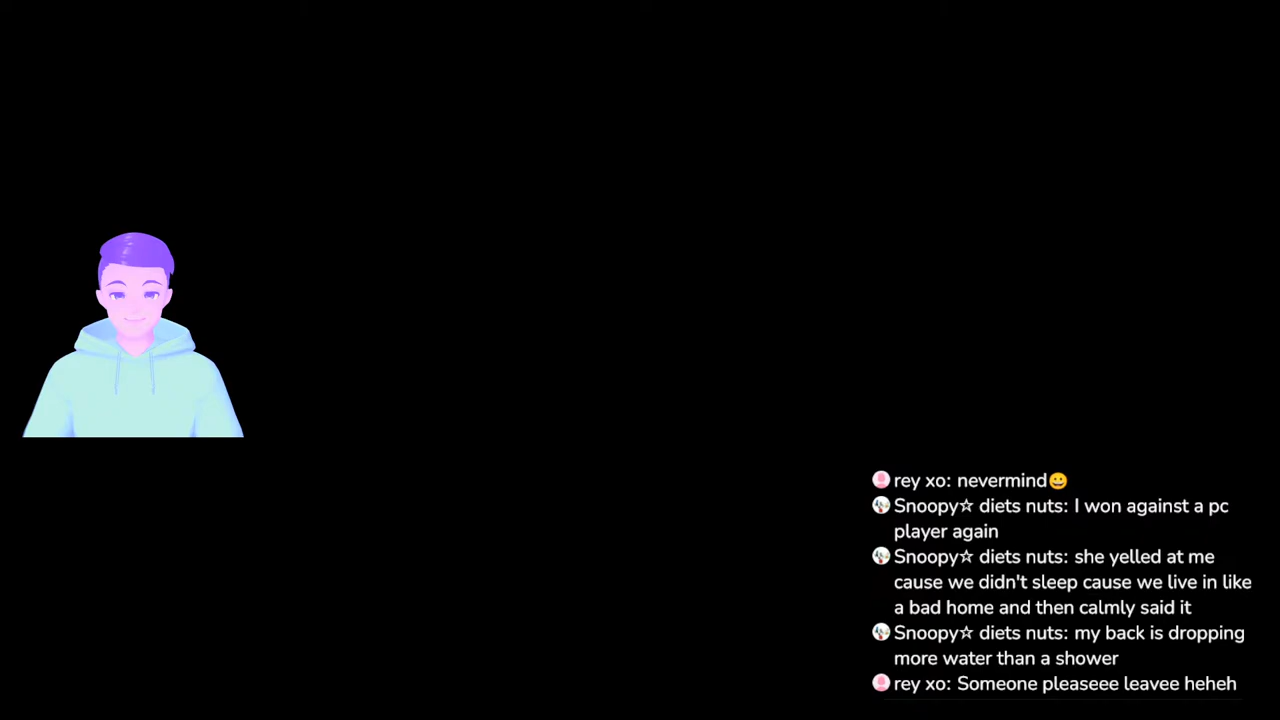 rey xo: nevermind😀
Snoopy☆ diets nuts: I won against a pc
player again
Snoopy☆ diets nuts: she yelled at me
cause we didn't sleep cause we live in like
a bad home and then calmly said it
Snoopy☆ diets nuts: my back is dropping
more water than a shower
rey xo: Someone pleaseee leavee heheh